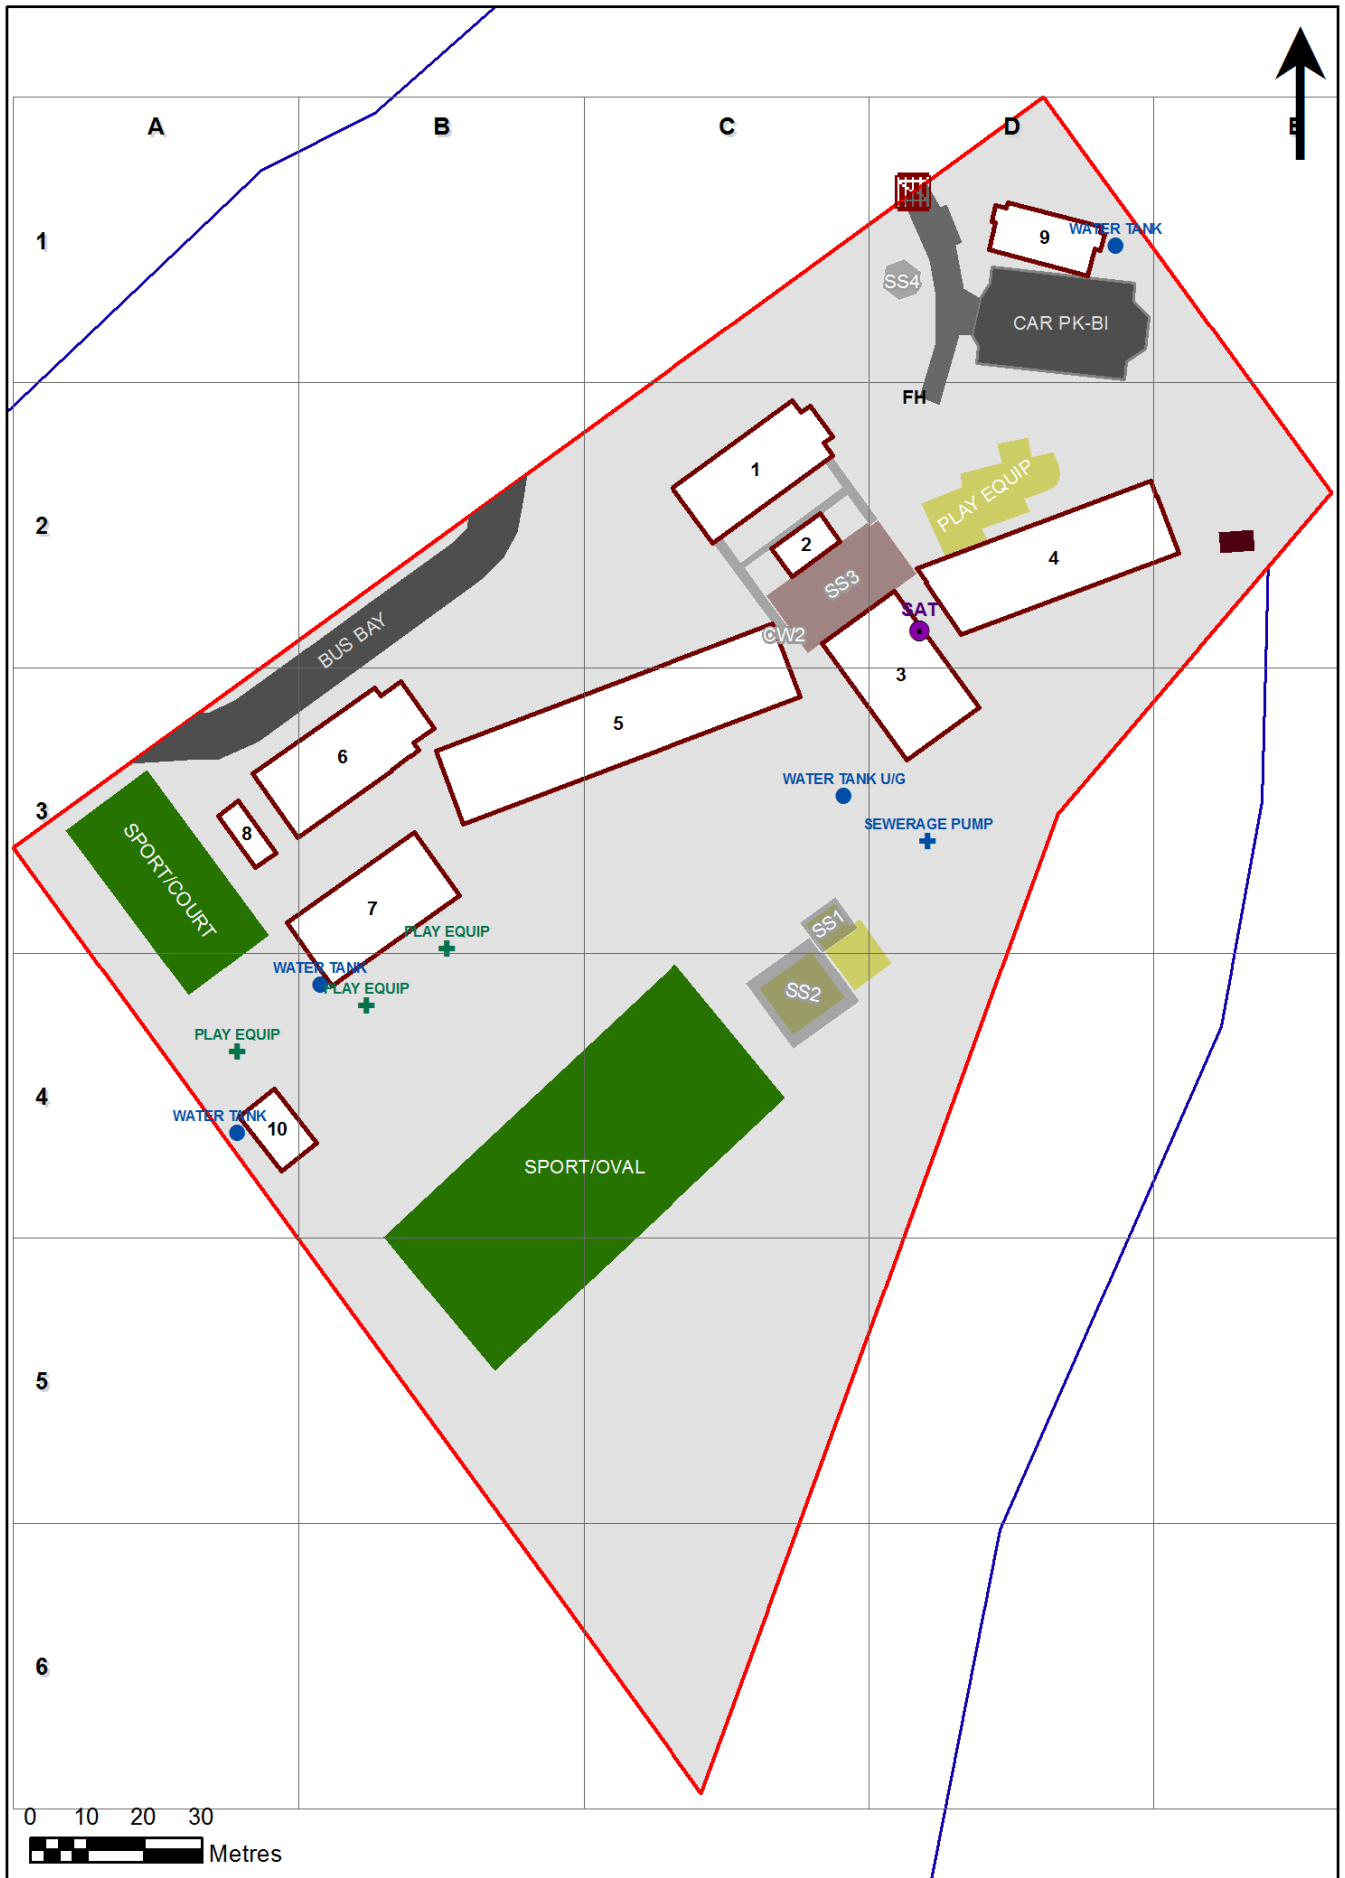 A
B
C
D
E
1
9
WATER TANK
SS4
CAR PK-BI
FH
1
PLAY EQUIP
2
2
4
SS3
SAT
BUS BAY
CW2
3
5
6
WATER TANK U/G
3
SEWERAGE PUMP
8
SPORT/COURT
7
SS1
PLAY EQUIP
WATER TANK
PLAY EQUIP
SS2
PLAY EQUIP
4
WATER TANK
10
SPORT/OVAL
5
6
0 10 20 30
Metres